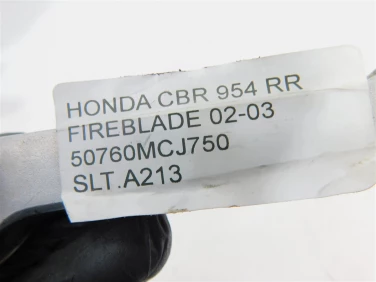 HONDA CBR 954 RR
FIREBLADE 02-03
50760MCJ750
SLT.A213